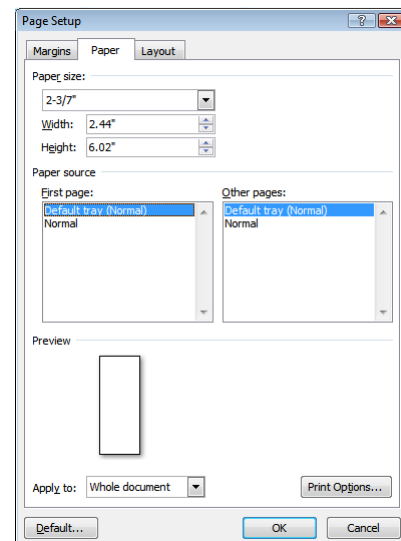 Page Setup
Margins Paper Layout
Paper size:
2-3/7"
Width: 2.44"
Height: 6.02"
Paper source
First page: Other pages:
Default tray (Normal) Default tray (Normal)
Normal Normal
Preview
Apply to: Whole document Print Options...
Default... OK Cancel